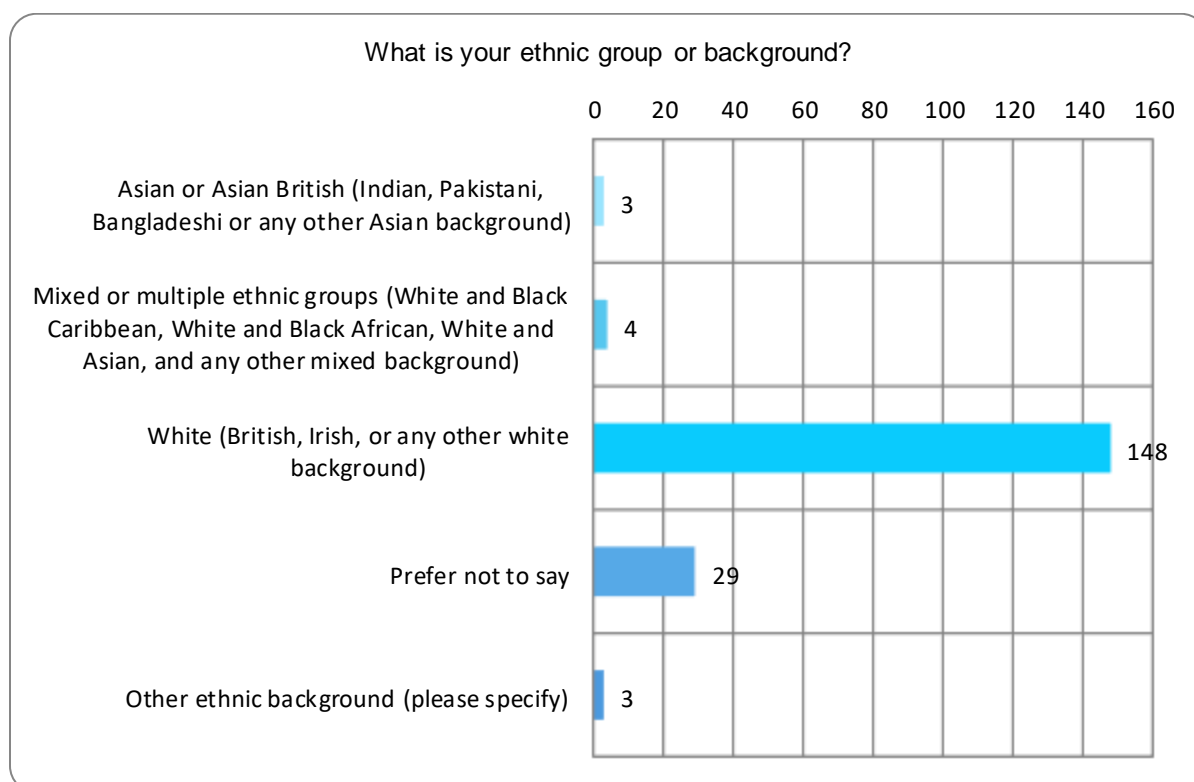 What is your ethnic group or background?
0 20 40 60 80 100 120 140 160
Asian or Asian British (Indian, Pakistani,
Bangladeshi or any other Asian background)
3
Mixed or multiple ethnic groups (White and Black
Caribbean, White and Black African, White and
Asian, and any other mixed background)
4
White (British, Irish, or any other white
background)
148
Prefer not to say
29
Other ethnic background (please specify)
3